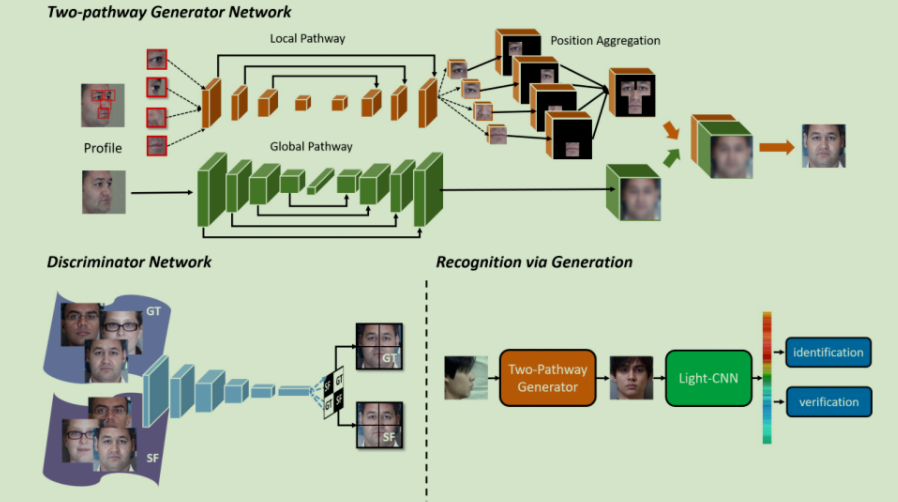 Two-pathway Generator Network
Local Pathway
Position Aggregation
Profile
Global Pathway
Discriminator Network
Recognition via Generation
GT
SF
SF
GT
GT
SF
GT
SF
Two-Pathway
Generator
Light-CNN
identification
verification